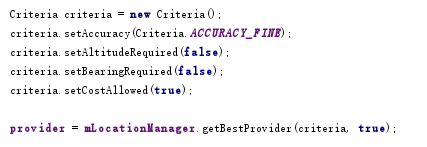 Criteria criteria = new Criteria();
criteria.setAccuracy(Criteria.ACCURACY_FINE);
criteria.setAltitudeRequired(false);
criteria.setBearingRequired(false);
criteria.setCostAllowed(true);
provider = mLocationManager.getBestProvider(criteria, true);